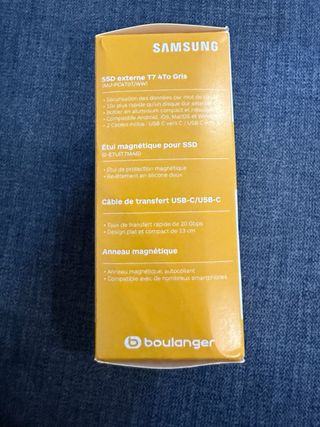 SAMSUNG
SSD externe T7 4To Gris
(MU-PC4T0T/WW)
• Sécurisation des données par mot de passe
• 10x plus rapide qu'un disque dur externe
• Boîtier en aluminium compact et résistant
• Compatible Android, iOS, MacOS et Windows
• 2 Câbles inclus : USB-C vers C / USB-C vers
Étui magnétique pour SSD
• Étui de protection magnétique
• Revêtement en silicone doux
Câble de transfert USB-C/USB-C
• Taux de transfert rapide de 20 Gbps
• Design plat et compact de 13 cm
Anneau magnétique
• Anneau magnétique, autocollant
• Compatible avec de nombreux smartphones
boulanger